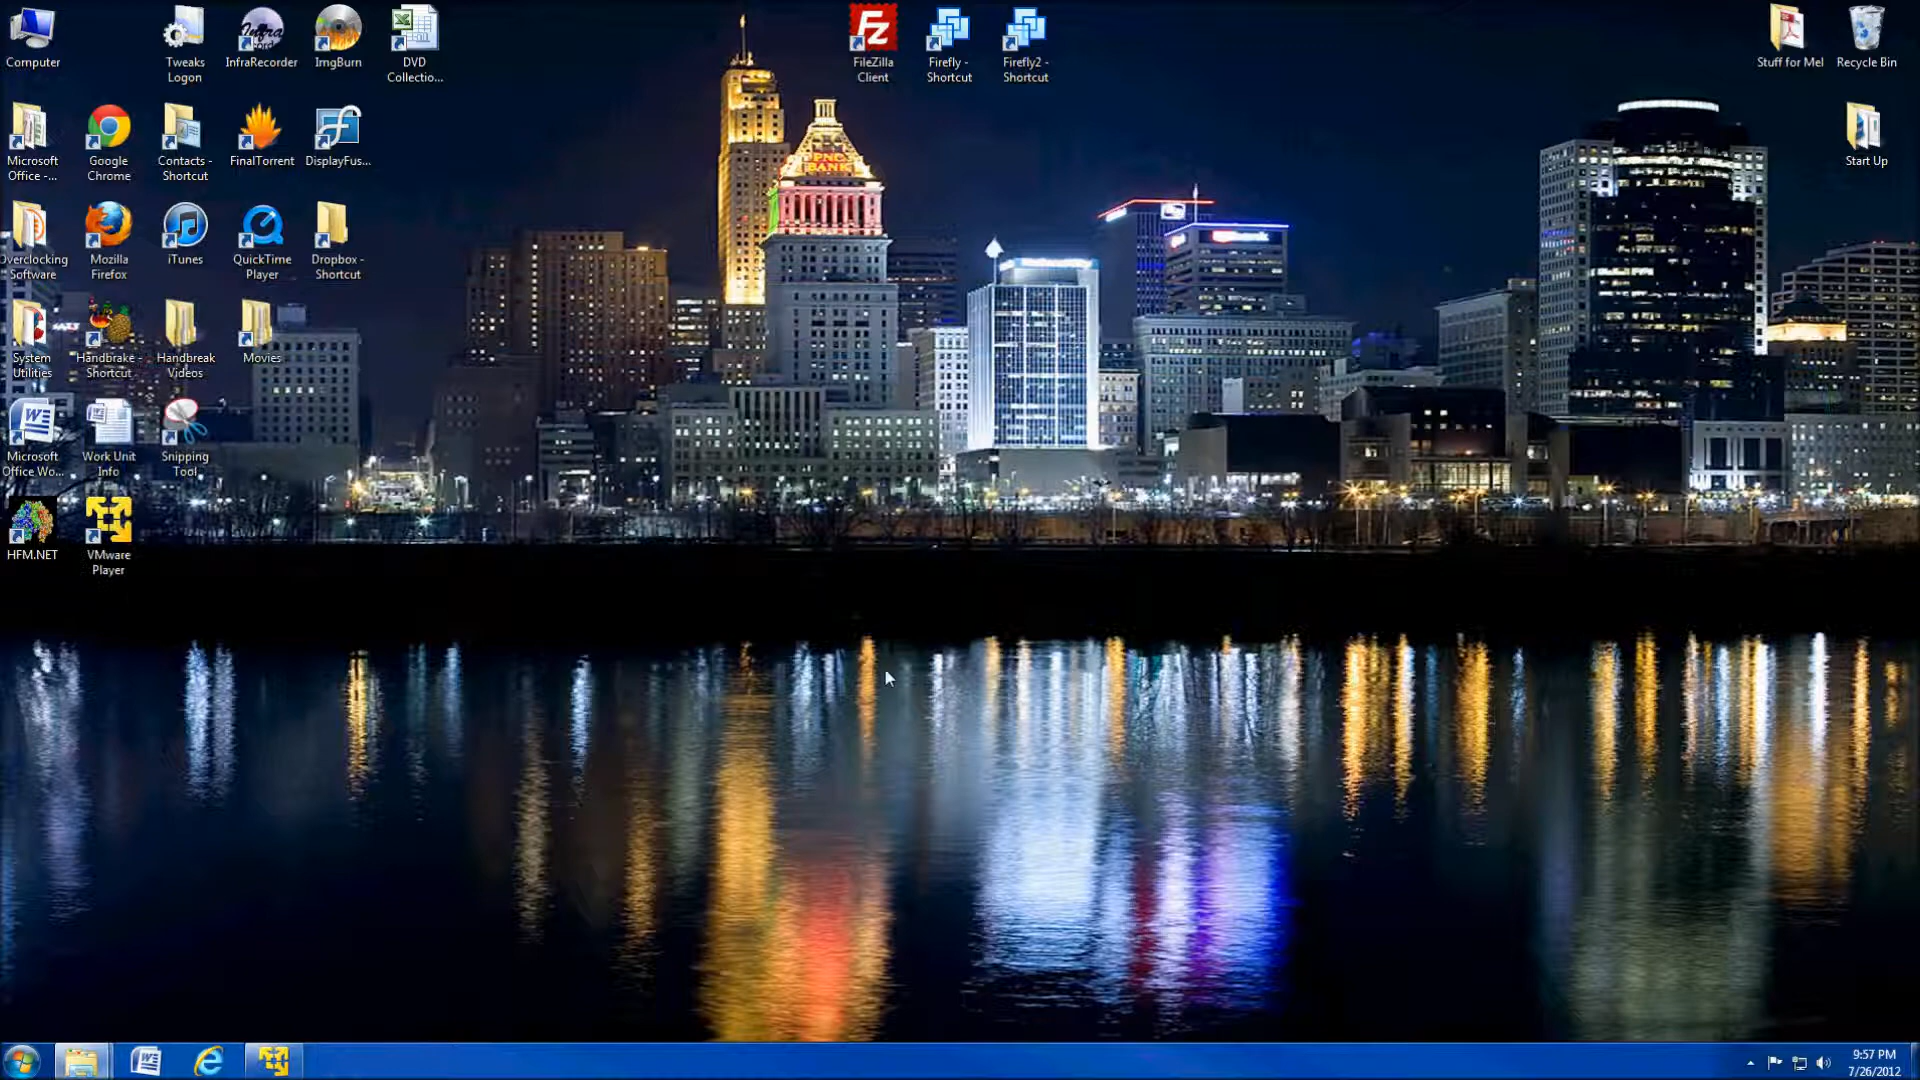 Computer
Tweaks
Logon
InfraRecorder
ImgBurn
DVD
Collectio...
FileZilla
Client
Firefly -
Shortcut
Firefly2 -
Shortcut
Stuff for Me!
Recycle Bin
Microsoft
Office -...
Google
Chrome
Contacts -
Shortcut
FinalTorrent
DisplayFus...
Start Up
PNC
BANK
Overclocking
Software
Mozilla
Firefox
iTunes
QuickTime
Player
Dropbox -
Shortcut
System
Utilities
Handbrake -
Shortcut
Handbreak
Videos
Movies
Microsoft
Office Wo...
Work Unit
Info
Snipping
Tool
HFM.NET
VMware
Player
9:57 PM
7/26/2012